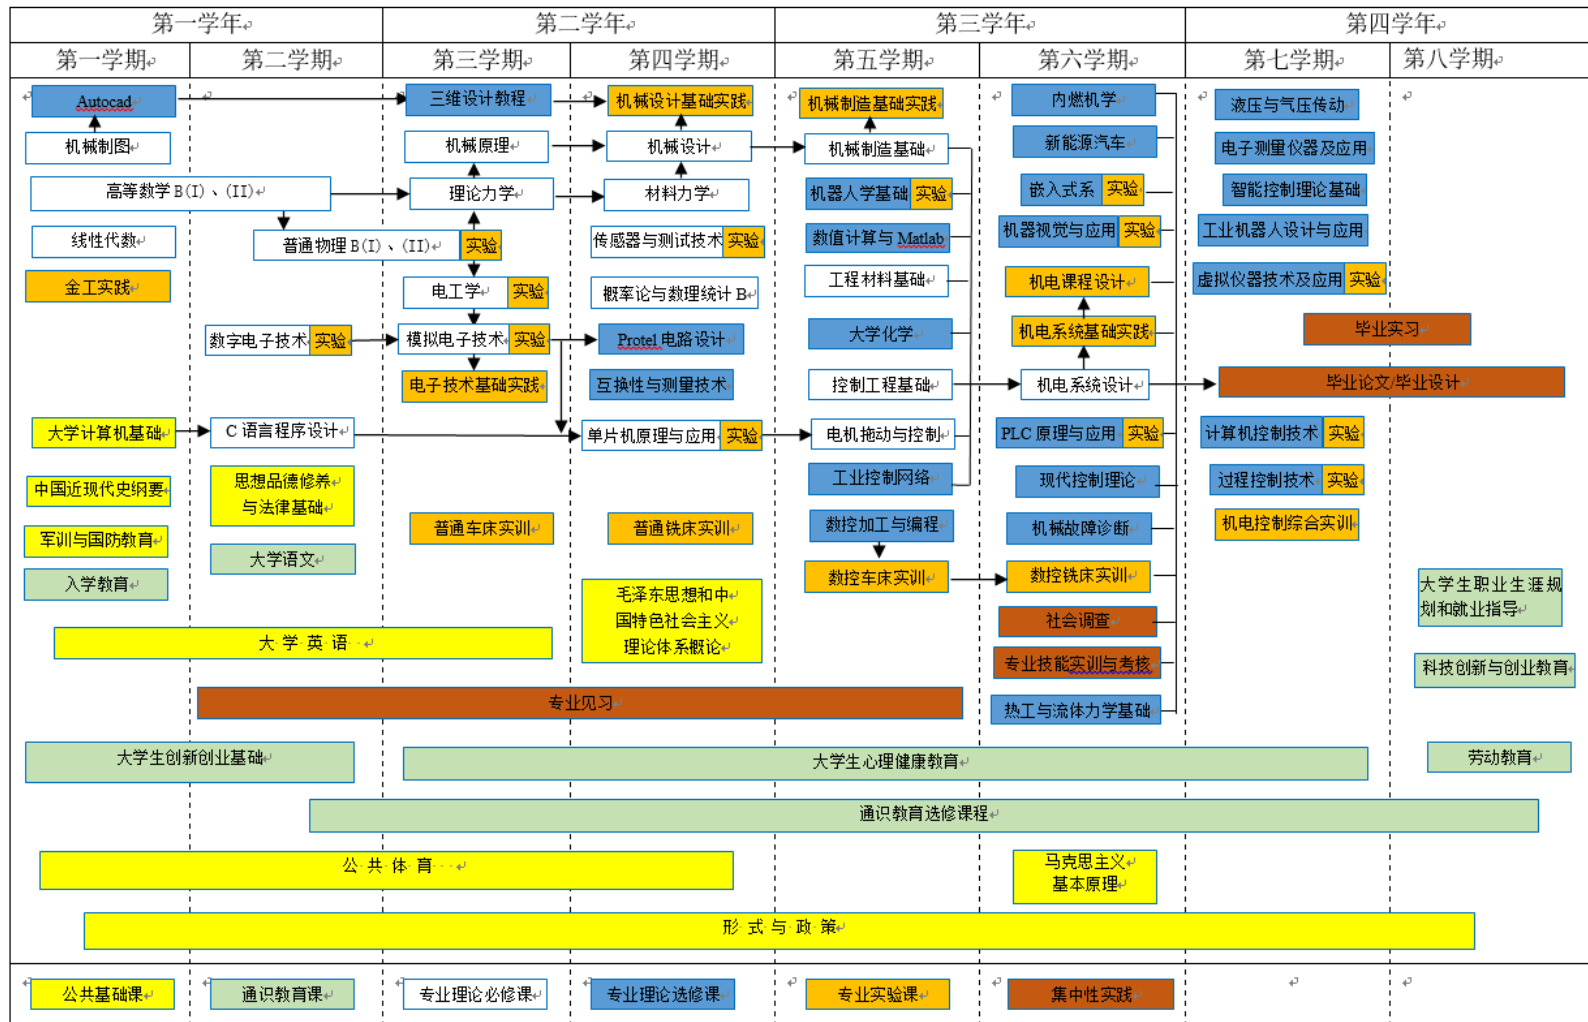 第一学年
第二学年
第三学年
第四学年
第一学期
第二学期
第三学期
第四学期
第五学期
第六学期
第七学期
第八学期
Autocad
三维设计教程
机械设计基础实践
机械制造基础实践
内燃机学
液压与气压传动
机械制图
机械原理
机械设计
机械制造基础
新能源汽车
电子测量仪器及应用
高等数学 B(I)、(II)
理论力学
材料力学
机器人学基础 实验
嵌入式系 实验
智能控制理论基础
线性代数
普通物理 B(I)、(II) 实验
传感器与测试技术 实验
数值计算与 Matlab
机器视觉与应用 实验
工业机器人设计与应用
金工实践
电工学 实验
概率论与数理统计 B
工程材料基础
机电课程设计
虚拟仪器技术及应用 实验
数字电子技术 实验
模拟电子技术 实验
Protel 电路设计
大学化学
机电系统基础实践
毕业实习
电子技术基础实践
互换性与测量技术
控制工程基础
机电系统设计
毕业论文/毕业设计
大学计算机基础
C 语言程序设计
单片机原理与应用 实验
电机拖动与控制
PLC 原理与应用 实验
计算机控制技术 实验
中国近现代史纲要
思想品德修养
与法律基础
工业控制网络
现代控制理论
过程控制技术 实验
军训与国防教育
普通车床实训
普通铣床实训
数控加工与编程
机械故障诊断
机电控制综合实训
入学教育
大学语文
毛泽东思想和中
国特色社会主义
理论体系概论
数控车床实训
数控铣床实训
大学生职业生涯规
划和就业指导
大 学 英 语
社会调查
专业技能实训与考核
科技创新与创业教育
专业见习
热工与流体力学基础
大学生创新创业基础
大学生心理健康教育
劳动教育
通识教育选修课程
公 共 体 育
马克思主义
基本原理
形 式 与 政 策
公共基础课
通识教育课
专业理论必修课
专业理论选修课
专业实验课
集中性实践